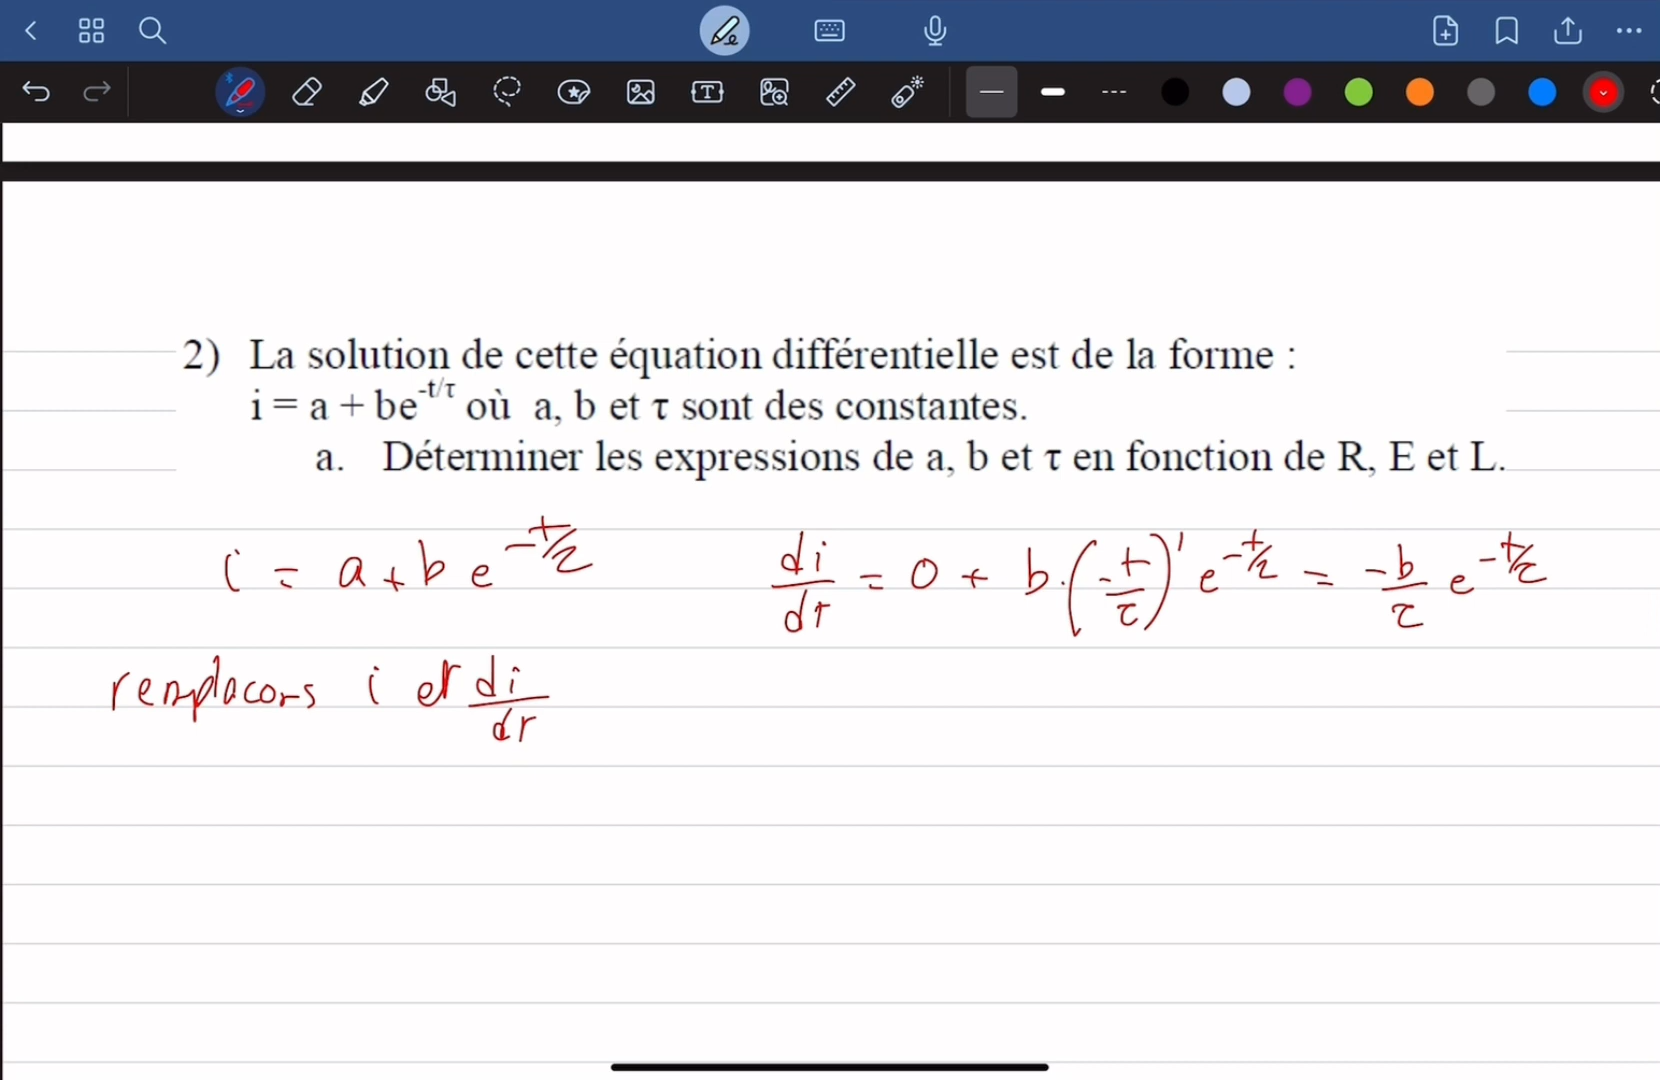 2) La solution de cette équation différentielle est de la forme :
i = a + be^-t/τ où a, b et τ sont des constantes.
a. Déterminer les expressions de a, b et τ en fonction de R, E et L.
i = a + b e^-t/τ    di/dt = 0 + b.(-t/τ)' e^-t/τ = -b/τ e^-t/τ
remplacons i et di/dt